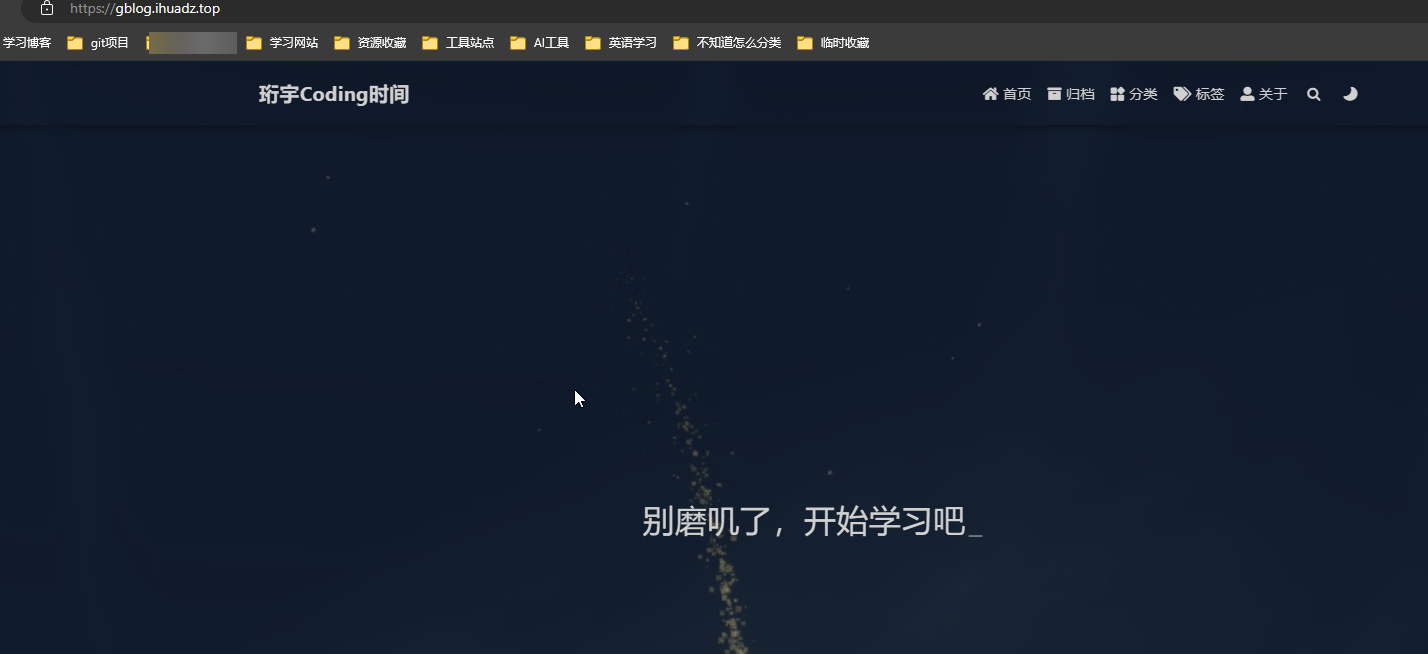 https://gblog.ihuadz.top
学习博客 git项目 学习网站 资源收藏 工具站点 AI工具 英语学习 不知道怎么分类 临时收藏
珩宇Coding时间 首页 归档 分类 标签 关于
别磨叽了，开始学习吧_